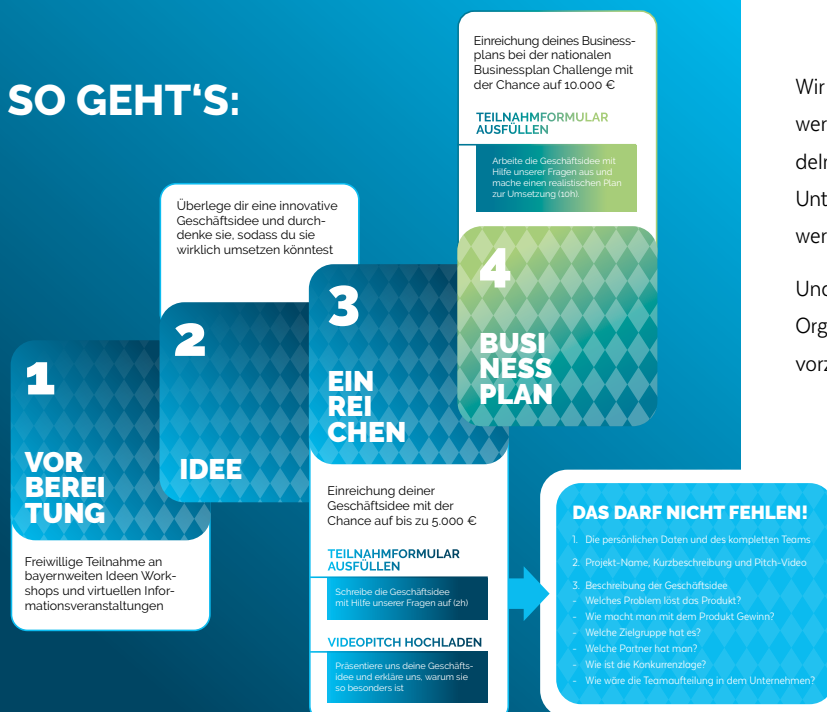 SO GEHT'S:
1
VOR
BEREI
TUNG
Freiwillige Teilnahme an
bayernweiten Ideen Work-
shops und virtuellen Infor-
mationsveranstaltungen
Überlege dir eine innovative
Geschäftsidee und durch-
denke sie, sodass du sie
wirklich umsetzen könntest
2
IDEE
3
EIN
REI
CHEN
Einreichung deiner
Geschäftsidee mit der
Chance auf bis zu 5.000 €
TEILNAHMFORMULAR
AUSFÜLLEN
Schreibe die Geschäftsidee
mit Hilfe unserer Fragen auf (2h)
VIDEOPITCH HOCHLADEN
Präsentiere uns deine Geschäfts-
idee und erkläre uns, warum sie
so besonders ist
Einreichung deines Business-
plans bei der nationalen
Businessplan Challenge mit
der Chance auf 10.000 €
TEILNAHMFORMULAR
AUSFÜLLEN
Arbeite die Geschäftsidee mit
Hilfe unserer Fragen aus und
mache einen realistischen Plan
zur Umsetzung (10h).
4
BUSI
NESS
PLAN
DAS DARF NICHT FEHLEN!
1. Die persönlichen Daten und des kompletten Teams
2. Projekt-Name, Kurzbeschreibung und Pitch-Video
3. Beschreibung der Geschäftsidee
- Welches Problem löst das Produkt?
- Wie macht man mit dem Produkt Gewinn?
- Welche Zielgruppe hat es?
- Welche Partner hat man?
- Wie ist die Konkurrenzlage?
- Wie wäre die Teamaufteilung in dem Unternehmen?
Wir
wer
deln
Unt
wer
Und
Org
vorz